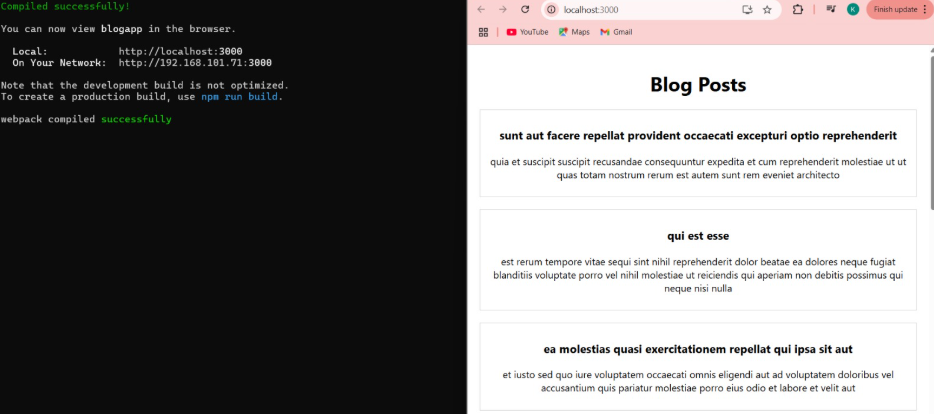 Compiled successfully!
You can now view blogapp in the browser.
Local: http://localhost:3000
On Your Network: http://192.168.101.71:3000
Note that the development build is not optimized.
To create a production build, use npm run build.
webpack compiled successfully
localhost:3000
K
Finish update
YouTube
Maps
Gmail
Blog Posts
sunt aut facere repellat provident occaecati excepturi optio reprehenderit
quia et suscipit suscipit recusandae consequuntur expedita et cum reprehenderit molestiae ut ut
quas totam nostrum rerum est autem sunt rem eveniet architecto
qui est esse
est rerum tempore vitae sequi sint nihil reprehenderit dolor beatae ea dolores neque fugiat
blanditiis voluptate porro vel nihil molestiae ut reiciendis qui aperiam non debitis possimus qui
neque nisi nulla
ea molestias quasi exercitationem repellat qui ipsa sit aut
et iusto sed quo iure voluptatem occaecati omnis eligendi aut ad voluptatem doloribus vel
accusantium quis pariatur molestiae porro eius odio et labore et velit aut